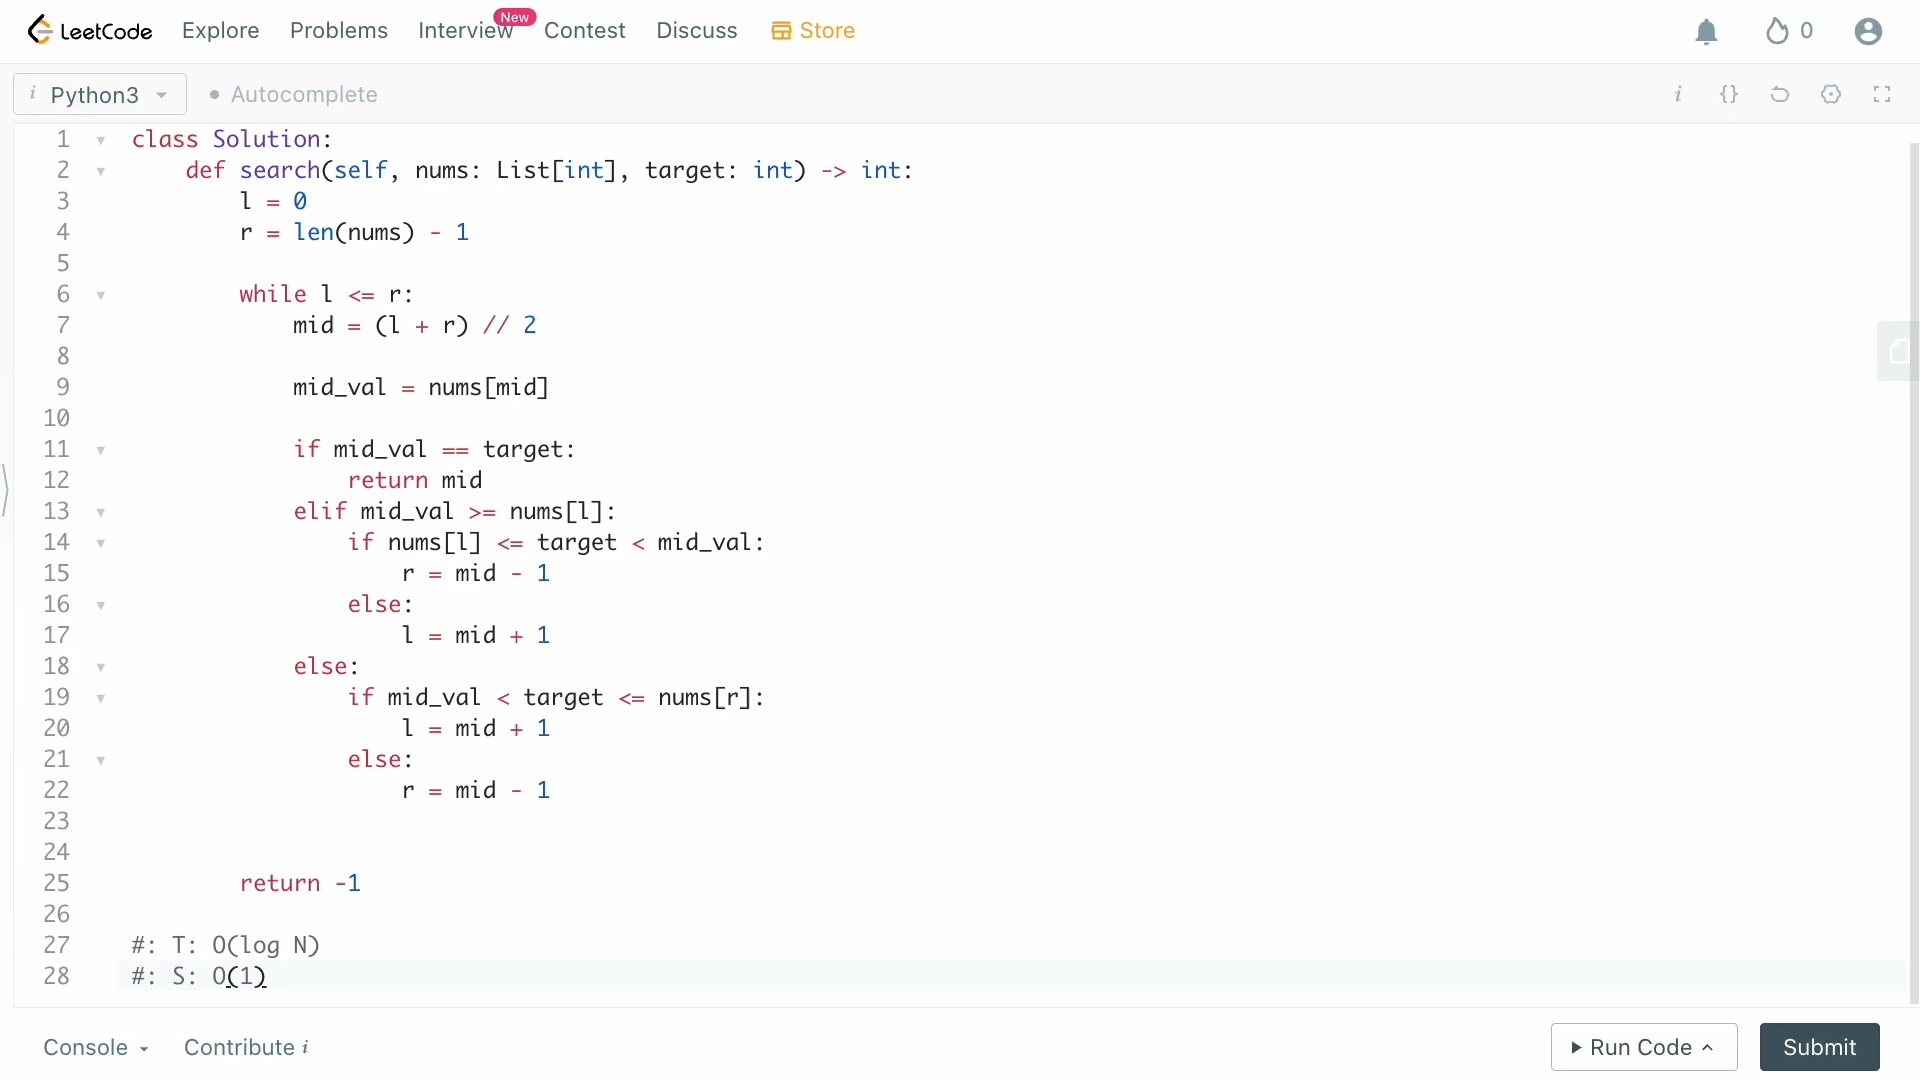 LeetCode Explore Problems Interview New Contest Discuss Store 0
i Python3 Autocomplete i {}
1 class Solution:
2 def search(self, nums: List[int], target: int) -> int:
3 l = 0
4 r = len(nums) - 1
5
6 while l <= r:
7 mid = (l + r) // 2
8
9 mid_val = nums[mid]
10
11 if mid_val == target:
12 return mid
13 elif mid_val >= nums[l]:
14 if nums[l] <= target < mid_val:
15 r = mid - 1
16 else:
17 l = mid + 1
18 else:
19 if mid_val < target <= nums[r]:
20 l = mid + 1
21 else:
22 r = mid - 1
23
24
25 return -1
26
27 #: T: O(log N)
28 #: S: O(1)
Console Contribute i Run Code Submit